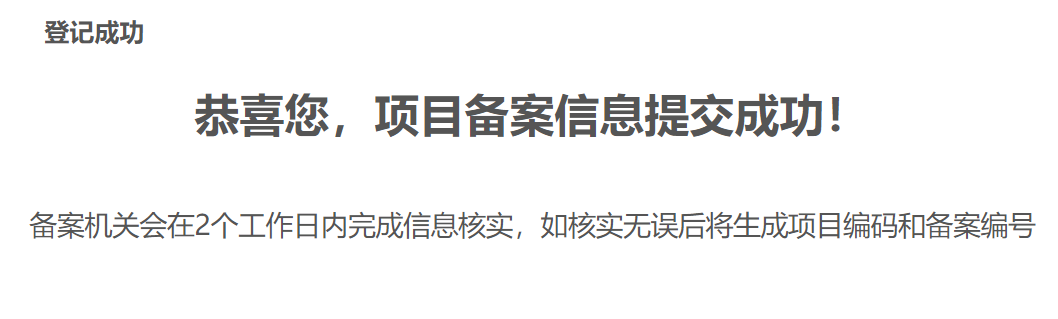 登记成功
恭喜您，项目备案信息提交成功！
备案机关会在2个工作日内完成信息核实，如核实无误后将生成项目编码和备案编号